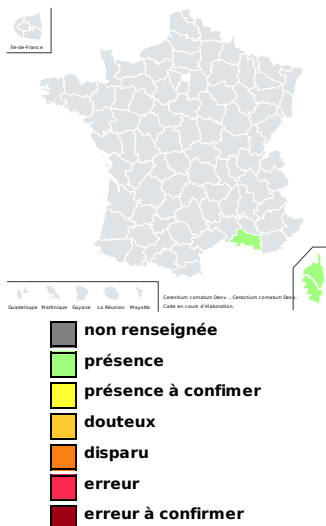 Île-de-France
Guadeloupe Martinique Guyane La Réunion Mayotte
Cerastium comatum Desv. , Cerastium comatum Desv.
Carte en cours d'élaboration.
non renseignée
présence
présence à confimer
douteux
disparu
erreur
erreur à confirmer